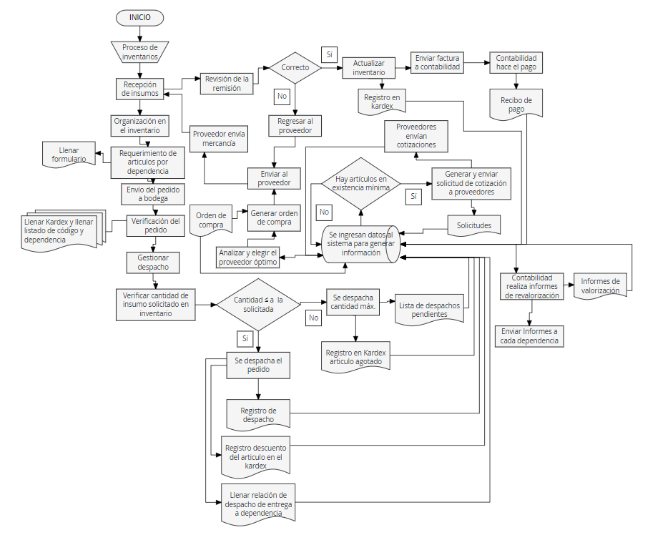 INICIO
Proceso de
inventarios
Recepción
de insumos
Revisión de la
remisión
Correcto
Si
No
Actualizar
inventario
Enviar factura
a contabilidad
Contabilidad
hace el pago
Registro en
kardex
Recibo de
pago
Organización en
el inventario
Proveedor envía
mercancía
Regresar al
proveedor
Proveedores
envían
cotizaciones
Llenar
formulario
Requerimiento de
artículos por
dependencia
Enviar al
proveedor
Hay artículos en
existencia mínima
Sí
No
Generar y enviar
solicitud de cotización
a proveedores
Envio del pedido
a bodega
Llenar Kardex y llenar
listado de código y
dependencia
Verificación del
pedido
Orden de
compra
Generar orden
de compra
Solicitudes
Se ingresan datos al
sistema para generar
información
Gestionar
despacho
Analizar y elegir el
proveedor óptimo
Contabilidad
realiza informes
de revalorización
Informes de
valorización
Verificar cantidad de
insumo solicitado en
inventario
Cantidad ≤ a la
solicitada
No
Sí
Se despacha
cantidad máx.
Lista de despachos
pendientes
Enviar Informes a
cada dependencia
Registro en Kardex
articulo agotado
Se despacha el
pedido
Registro de
despacho
Registro descuento
del articulo en el
kardex
Llenar relación de
despacho de entrega
a dependencia